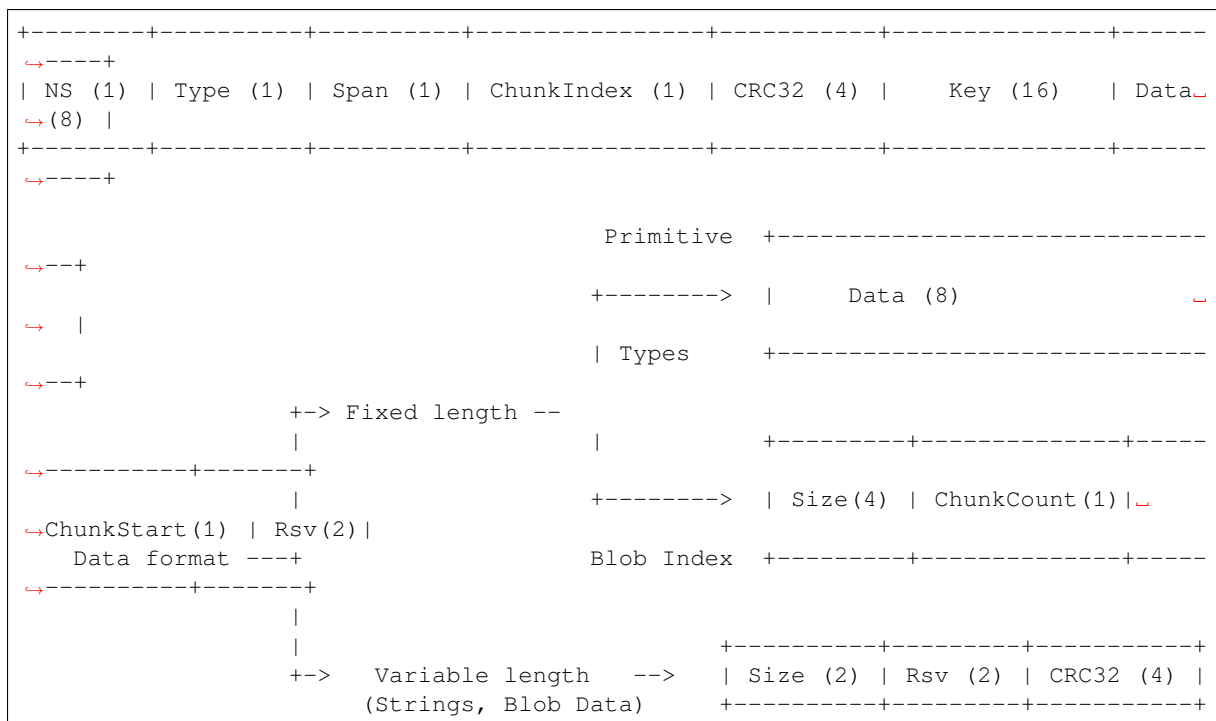 +--------+----------+----------+---------------+-----------+---------------+------
↪----+
| NS (1) | Type (1) | Span (1) | ChunkIndex (1) | CRC32 (4) |    Key (16)   | Data␣
↪(8) |
+--------+----------+----------+---------------+-----------+---------------+------
↪----+

                                       Primitive  +-----------------------------
↪--+
                                      +-------->  |     Data (8)                ␣
↪  |
                                      | Types     +-----------------------------
↪--+
                  +-> Fixed length --
                  |                   |           +---------+--------------+-----
↪----------+-------+
                  |                   +-------->  | Size(4) | ChunkCount(1)|␣
↪ChunkStart(1) | Rsv(2)|
   Data format ---+                   Blob Index  +---------+--------------+-----
↪----------+-------+
                  |
                  |                             +----------+---------+-----------+
                  +->   Variable length   -->   | Size (2) | Rsv (2) | CRC32 (4) |
                       (Strings, Blob Data)     +----------+---------+-----------+